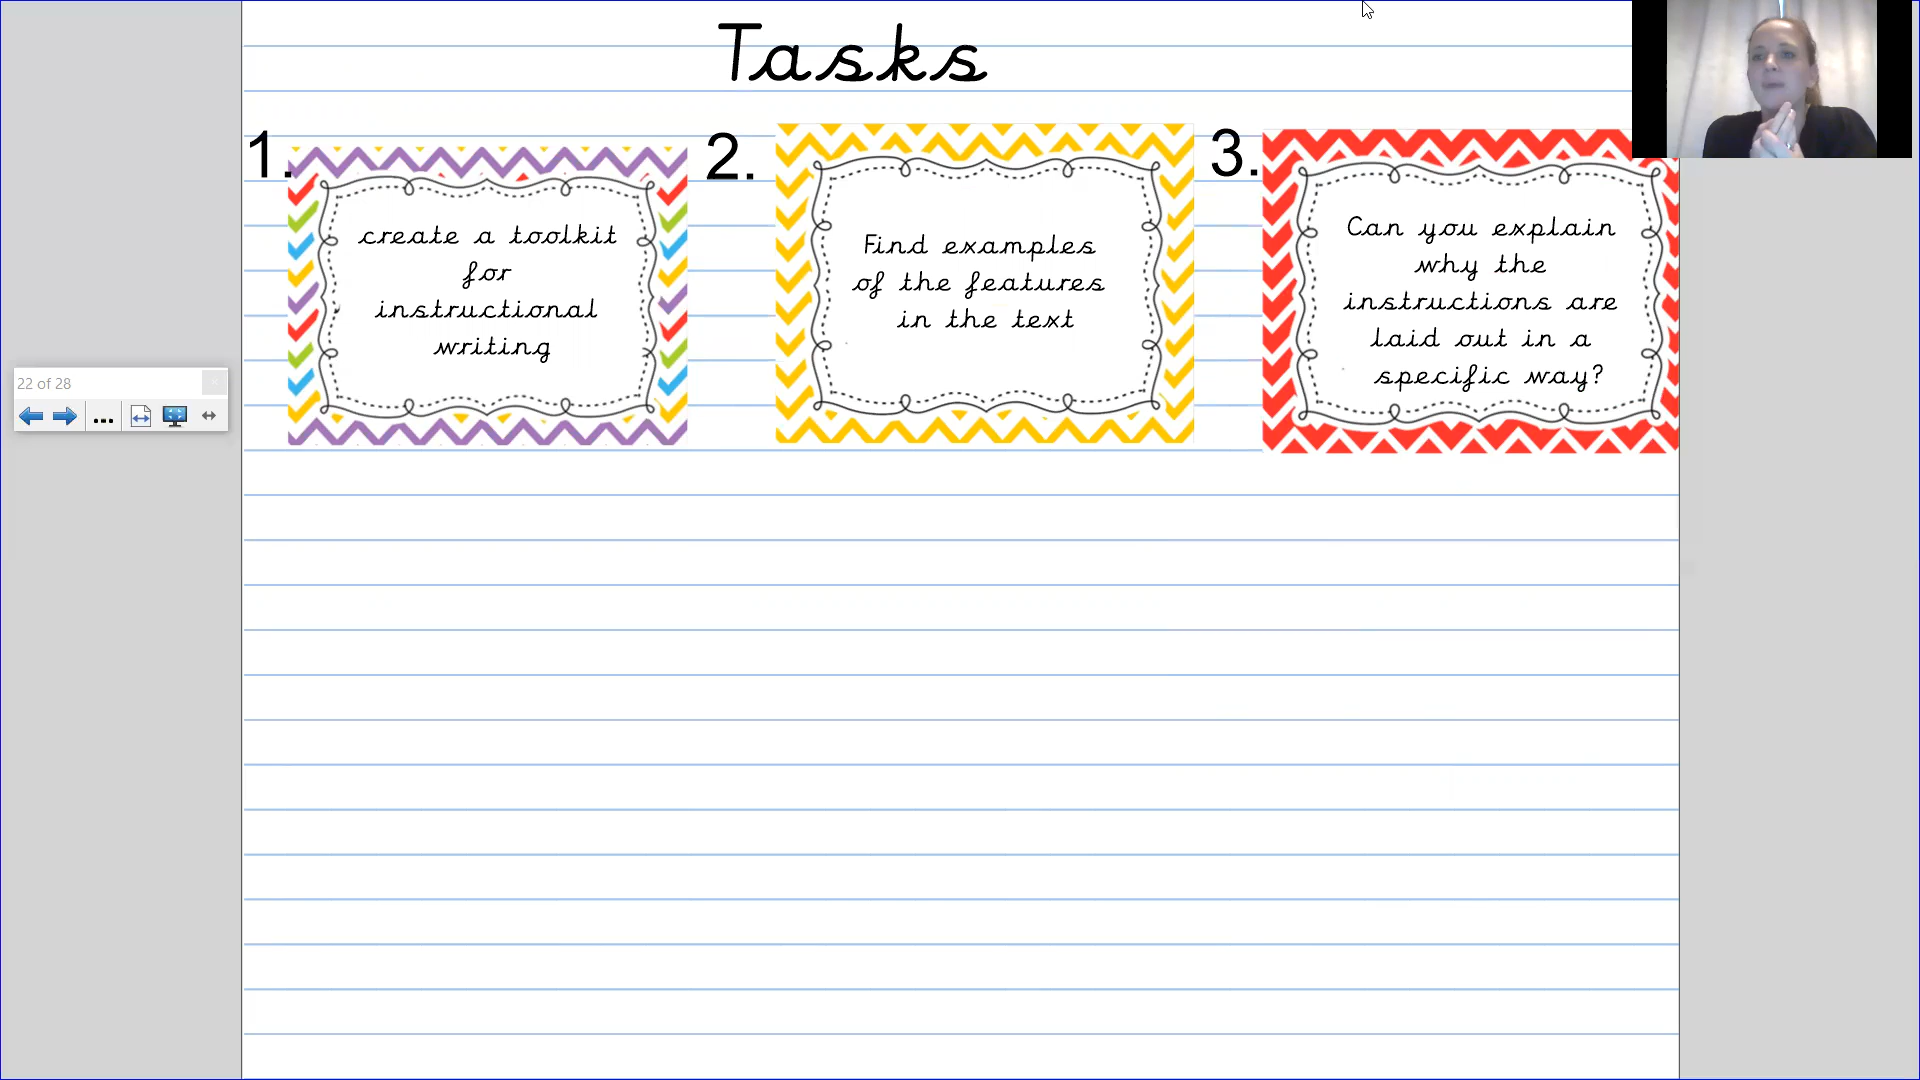 Tasks
1.
create a toolkit
for
instructional
writing
2.
Find examples
of the features
in the text
3.
Can you explain
why the
instructions are
laid out in a
specific way?
22 of 28
...